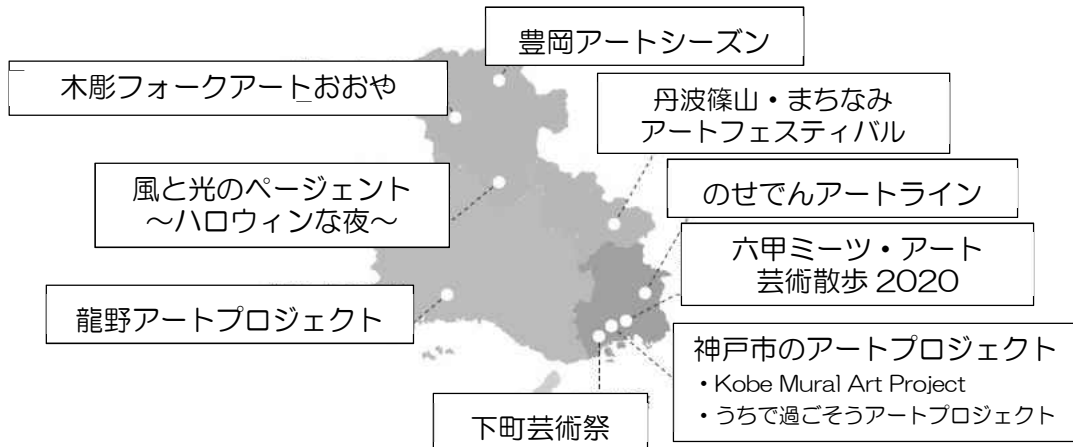 豊岡アートシーズン
木彫フォークアートおおや
丹波篠山・まちなみ
アートフェスティバル
風と光のページェント
～ハロウィンな夜～
のせでんアートライン
六甲ミーツ・アート
芸術散歩 2020
龍野アートプロジェクト
神戸市のアートプロジェクト
・Kobe Mural Art Project
・うちで過ごそうアートプロジェクト
下町芸術祭